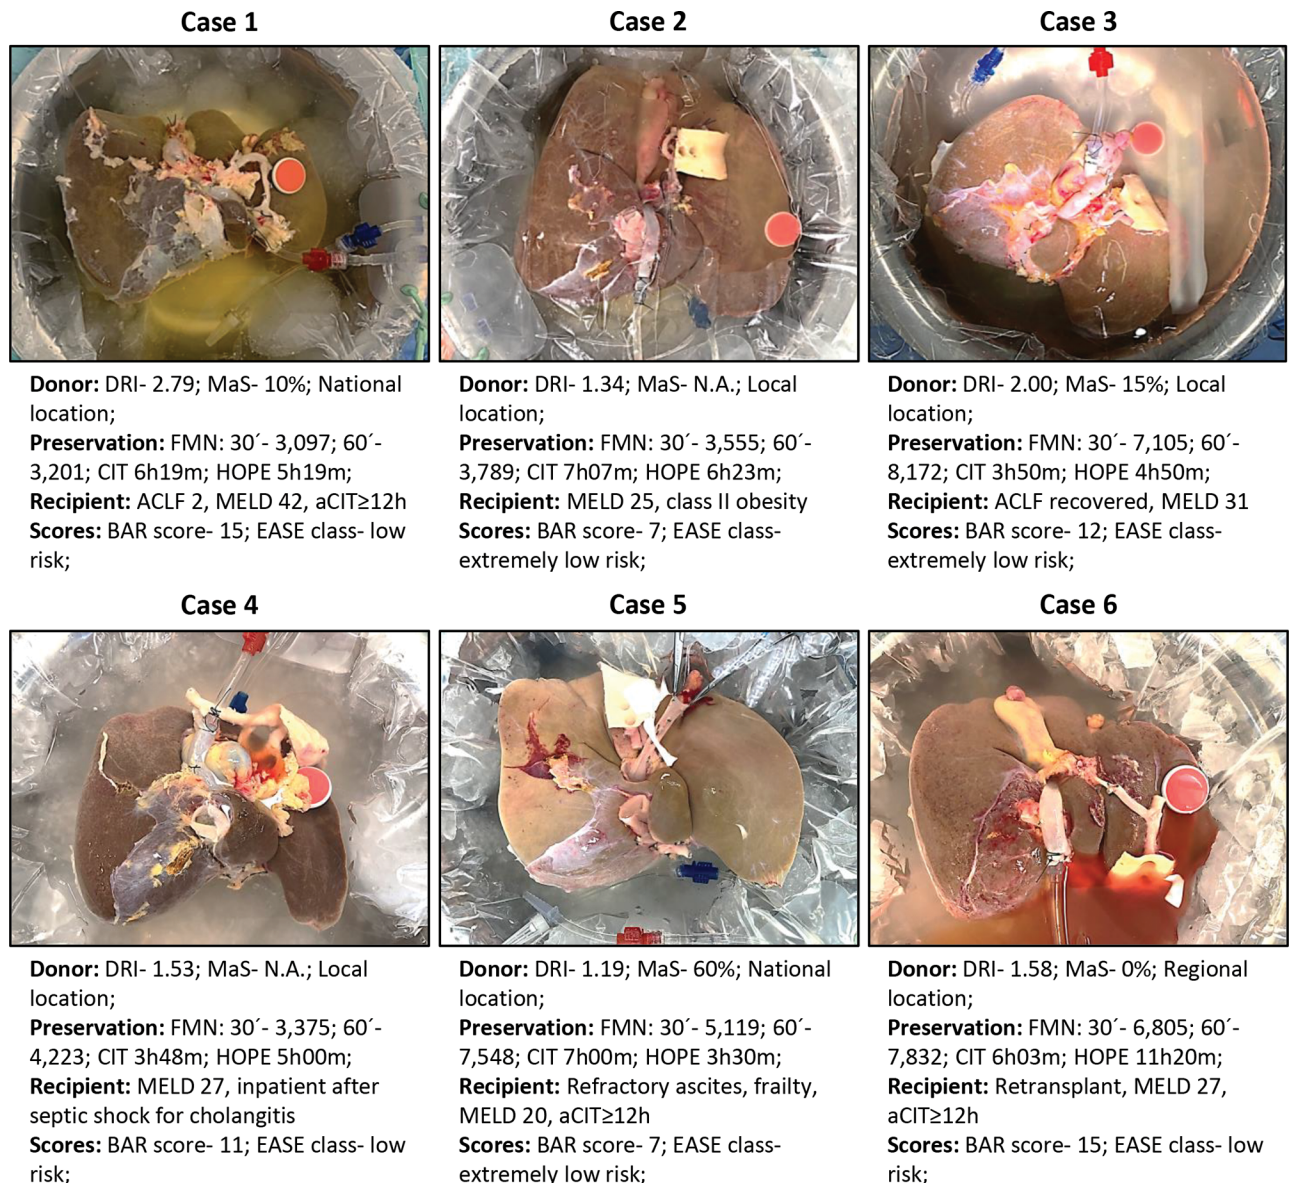 Case 1
Case 2
Case 3
Donor: DRI- 2.79; MaS- 10%; National
location;
Preservation: FMN: 30´- 3,097; 60´-
3,201; CIT 6h19m; HOPE 5h19m;
Recipient: ACLF 2, MELD 42, aCIT≥12h
Scores: BAR score- 15; EASE class- low
risk;
Donor: DRI- 1.34; MaS- N.A.; Local
location;
Preservation: FMN: 30´- 3,555; 60´-
3,789; CIT 7h07m; HOPE 6h23m;
Recipient: MELD 25, class II obesity
Scores: BAR score- 7; EASE class-
extremely low risk;
Donor: DRI- 2.00; MaS- 15%; Local
location;
Preservation: FMN: 30´- 7,105; 60´-
8,172; CIT 3h50m; HOPE 4h50m;
Recipient: ACLF recovered, MELD 31
Scores: BAR score- 12; EASE class-
extremely low risk;
Case 4
Case 5
Case 6
Donor: DRI- 1.53; MaS- N.A.; Local
location;
Preservation: FMN: 30´- 3,375; 60´-
4,223; CIT 3h48m; HOPE 5h00m;
Recipient: MELD 27, inpatient after
septic shock for cholangitis
Scores: BAR score- 11; EASE class- low
risk;
Donor: DRI- 1.19; MaS- 60%; National
location;
Preservation: FMN: 30´- 5,119; 60´-
7,548; CIT 7h00m; HOPE 3h30m;
Recipient: Refractory ascites, frailty,
MELD 20, aCIT≥12h
Scores: BAR score- 7; EASE class-
extremely low risk;
Donor: DRI- 1.58; MaS- 0%; Regional
location;
Preservation: FMN: 30´- 6,805; 60´-
7,832; CIT 6h03m; HOPE 11h20m;
Recipient: Retransplant, MELD 27,
aCIT≥12h
Scores: BAR score- 15; EASE class- low
risk;